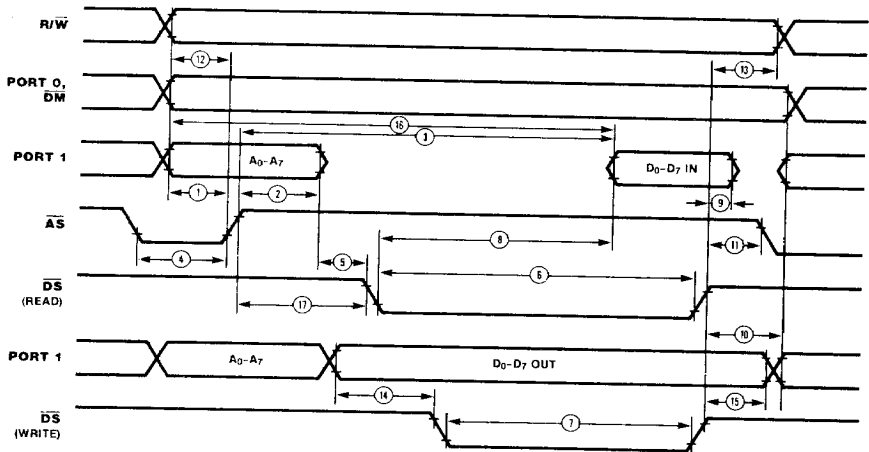 R/W̅
12
13
PORT 0,
D̅M̅
16
3
PORT 1
A0-A7
D0-D7 IN
1
2
9
A̅S̅
8
11
4
5
6
D̅S̅
(READ)
17
10
PORT 1
A0-A7
D0-D7 OUT
14
15
7
D̅S̅
(WRITE)